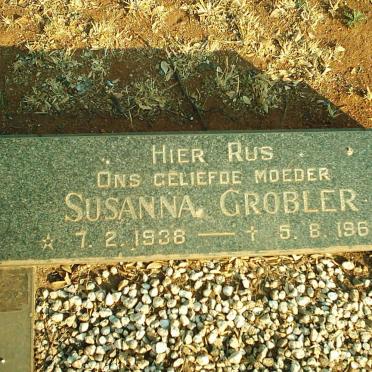 Hier Rus
Ons geliefde moeder
Susanna Grobler
☆ 7. 2. 1938 — † 5. 8. 196